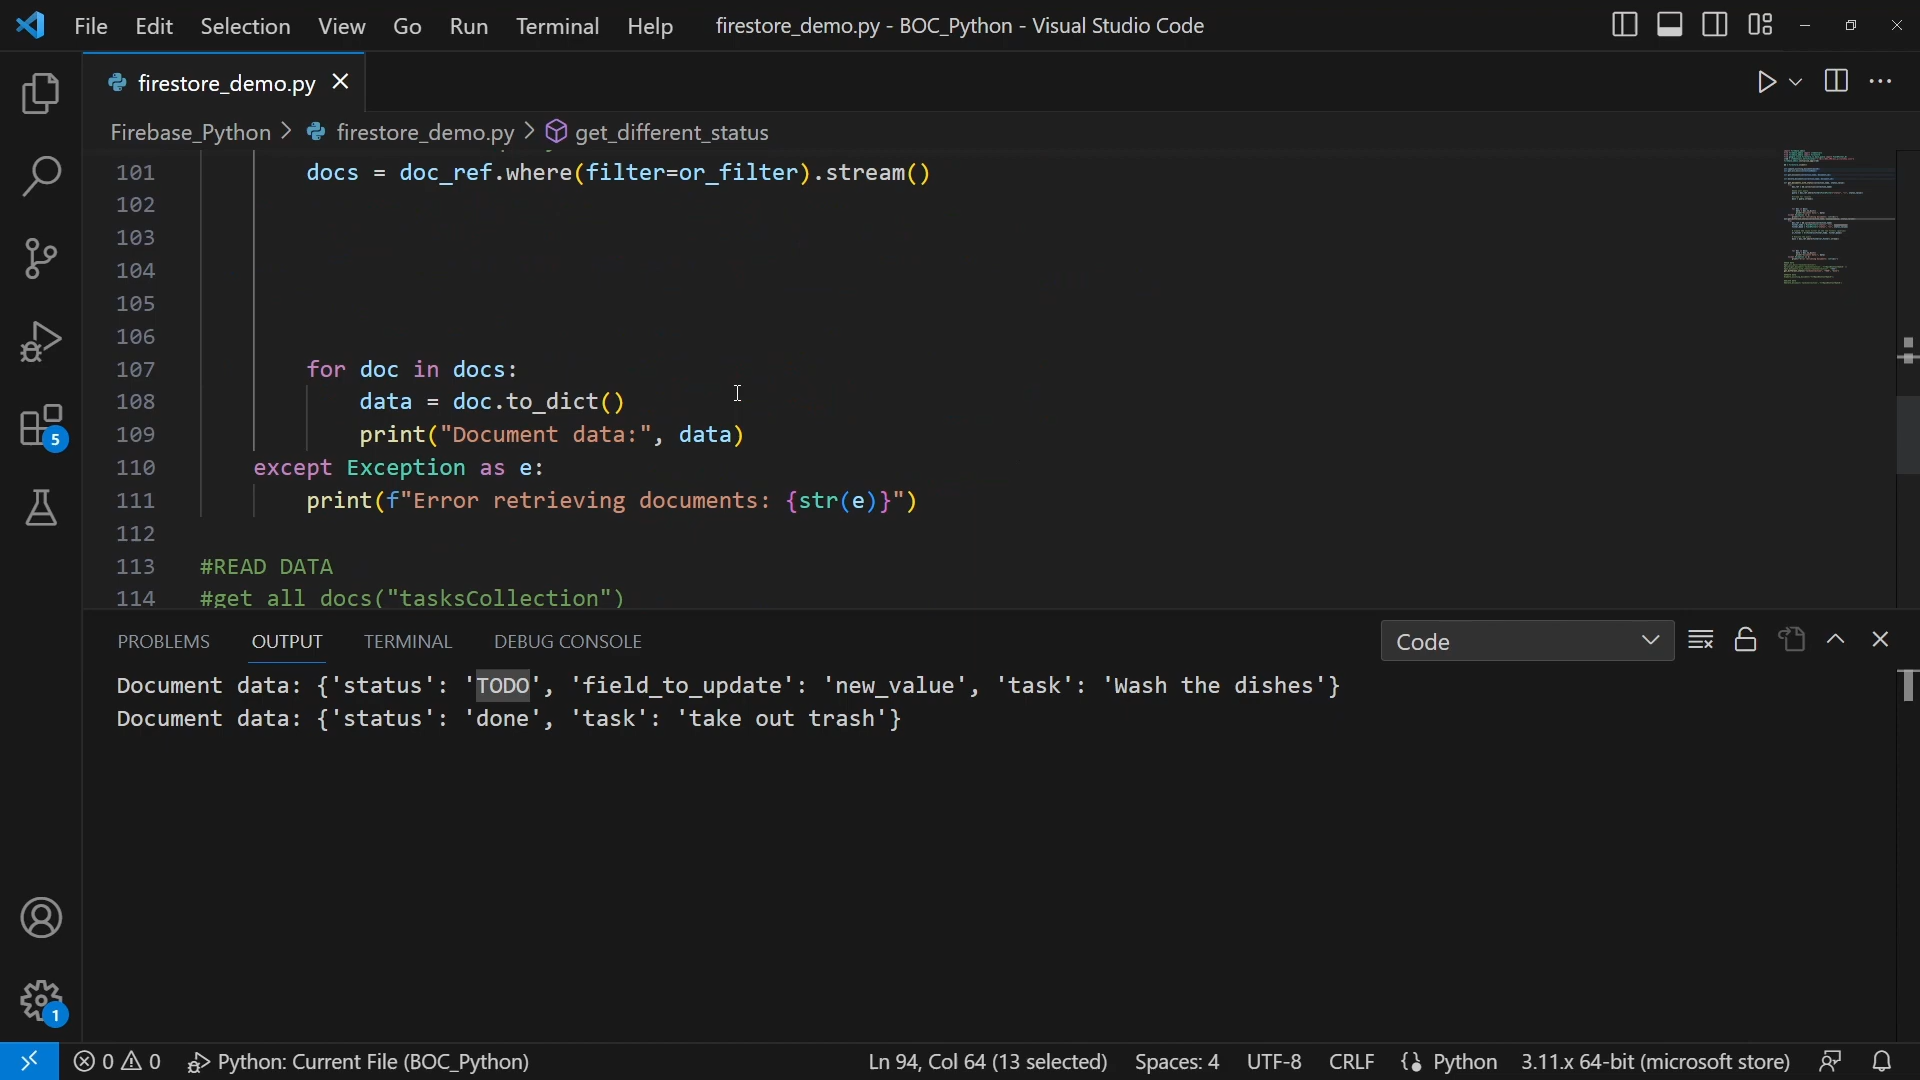 File Edit Selection View Go Run Terminal Help firestore_demo.py - BOC_Python - Visual Studio Code
firestore_demo.py
Firebase_Python > firestore_demo.py > get_different_status
101 docs = doc_ref.where(filter=or_filter).stream()
102
103
104
105
106
107 for doc in docs:
108 data = doc.to_dict()
109 print("Document data:", data)
110 except Exception as e:
111 print(f"Error retrieving documents: {str(e)}")
112
113 #READ DATA
114 #get_all_docs("tasksCollection")
5
PROBLEMS OUTPUT TERMINAL DEBUG CONSOLE Code
Document data: {'status': 'TODO', 'field_to_update': 'new_value', 'task': 'Wash the dishes'}
Document data: {'status': 'done', 'task': 'take out trash'}
1
0 0 Python: Current File (BOC_Python) Ln 94, Col 64 (13 selected) Spaces: 4 UTF-8 CRLF Python 3.11.x 64-bit (microsoft store)